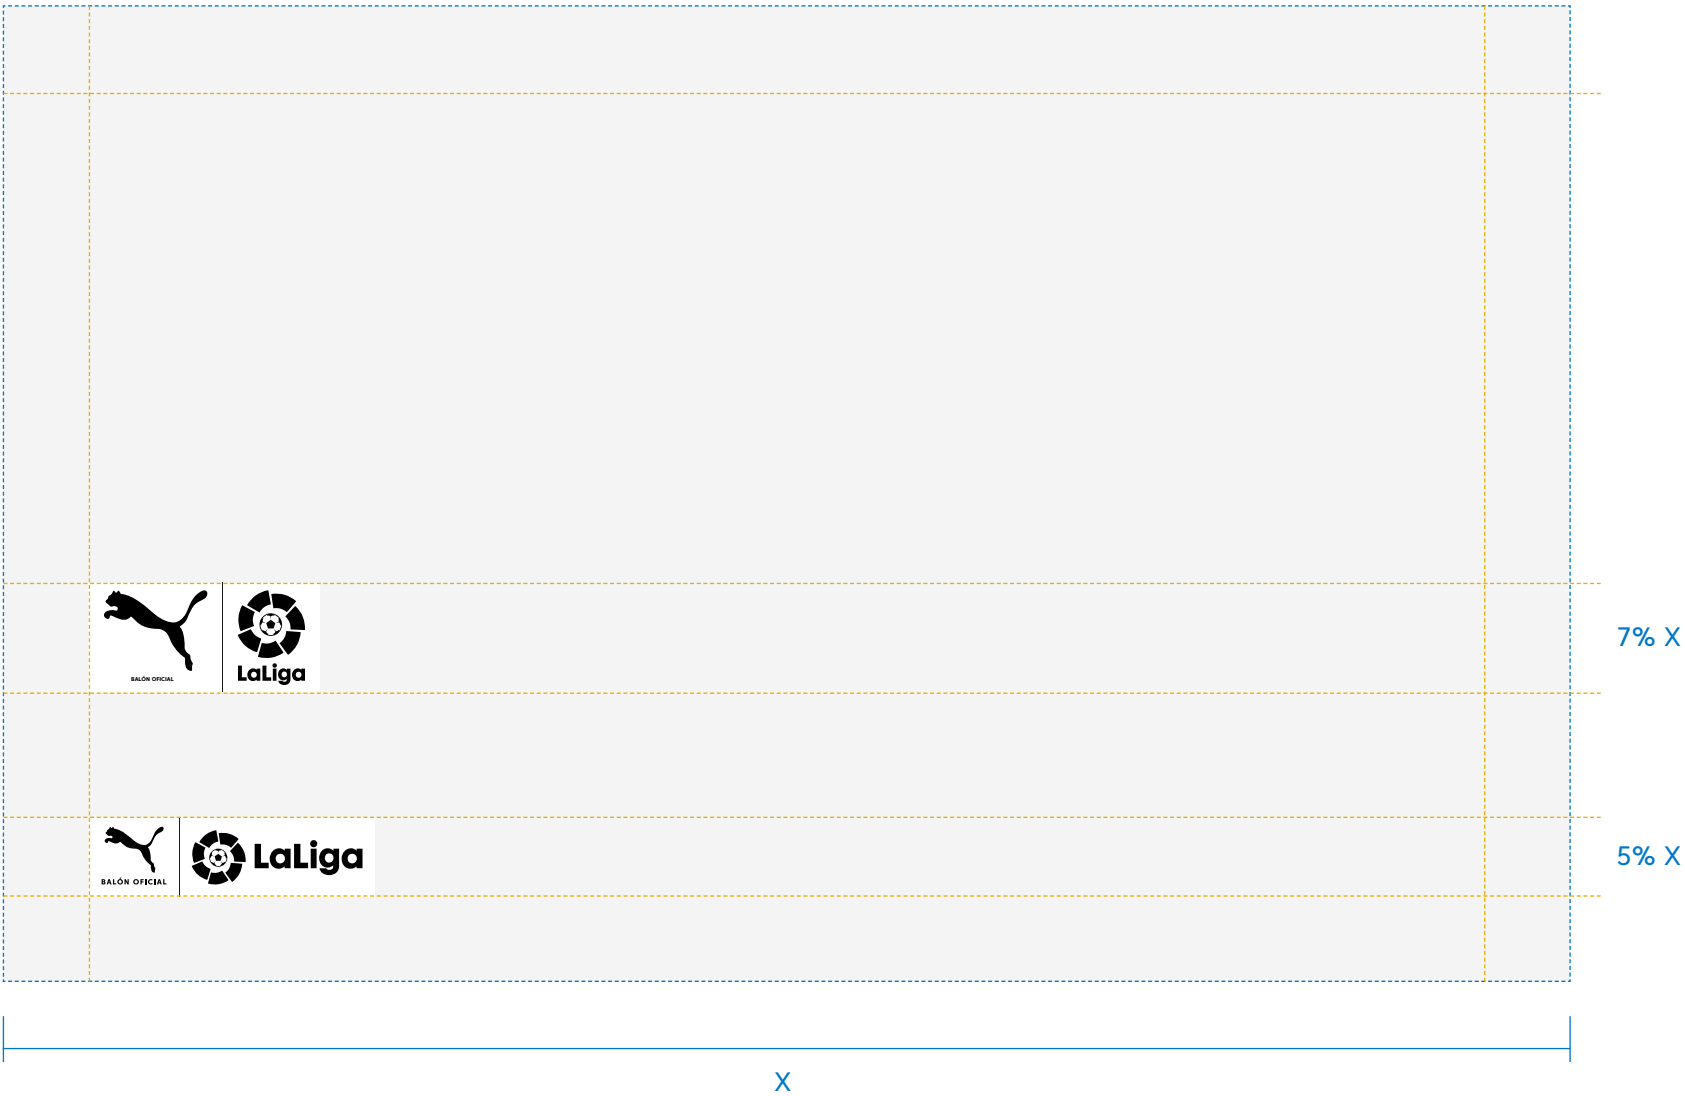 BALÓN OFICIAL
LaLiga
7% X
BALÓN OFICIAL
LaLiga
5% X
X